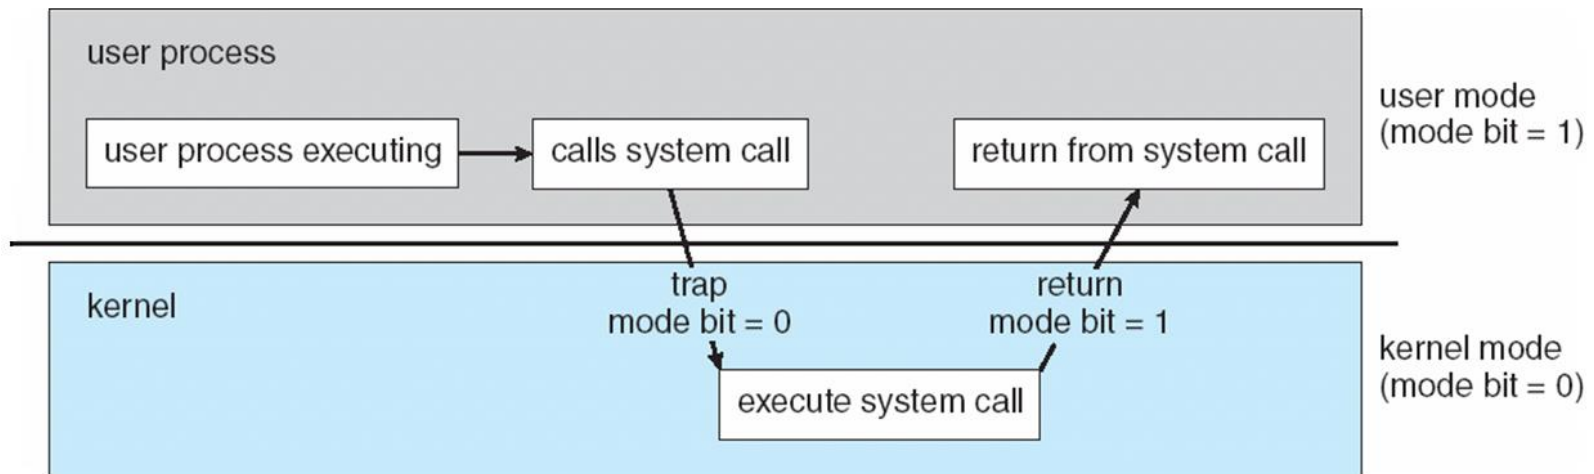 user process
user process executing
calls system call
return from system call
user mode
(mode bit = 1)
kernel
trap
mode bit = 0
return
mode bit = 1
execute system call
kernel mode
(mode bit = 0)